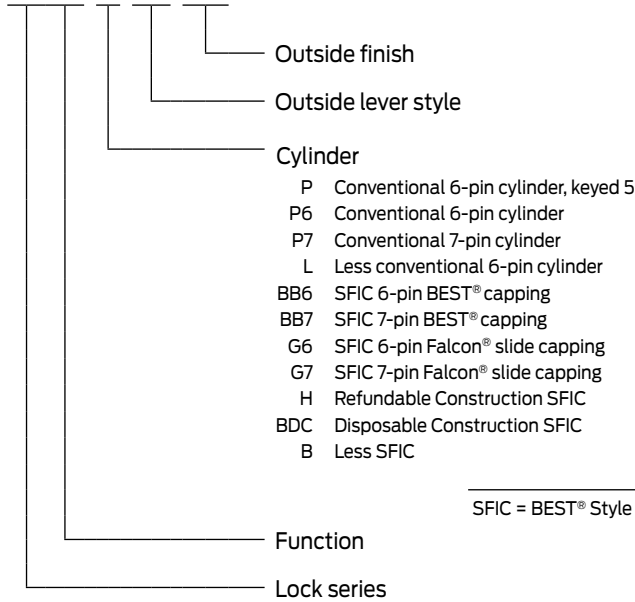 Outside finish
Outside lever style
Cylinder
P Conventional 6-pin cylinder, keyed 5
P6 Conventional 6-pin cylinder
P7 Conventional 7-pin cylinder
L Less conventional 6-pin cylinder
BB6 SFIC 6-pin BEST® capping
BB7 SFIC 7-pin BEST® capping
G6 SFIC 6-pin Falcon® slide capping
G7 SFIC 7-pin Falcon® slide capping
H Refundable Construction SFIC
BDC Disposable Construction SFIC
B Less SFIC
SFIC = BEST® Style
Function
Lock series